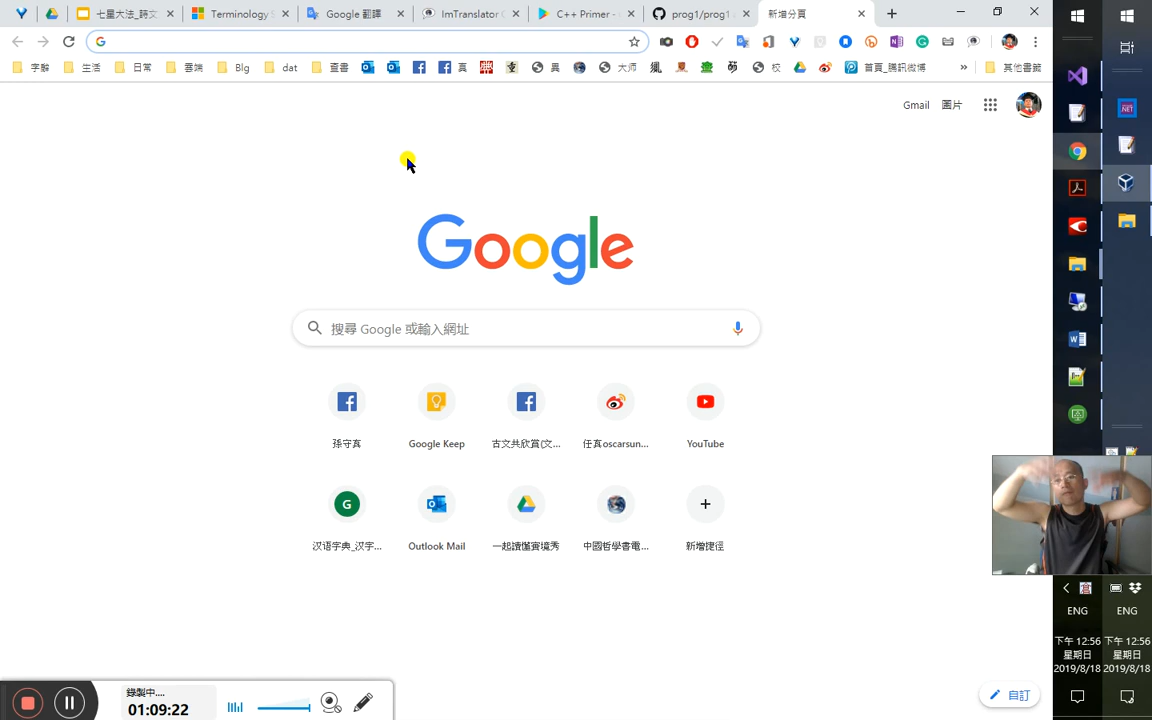 七星大法_時文
Terminology S
Google 翻譯
ImTranslator
C++ Primer -
prog1/prog1
新增分頁
字辭
生活
日常
雲端
Blg
dat
查書
真
異
大师
校
首頁_騰訊微博
»
其他書籤
Gmail
圖片
Google
搜尋 Google 或輸入網址
孫守真
Google Keep
古文共欣賞(文...
任真oscarsun...
YouTube
汉语字典_汉字...
Outlook Mail
一起讀懂寰境秀
中國哲學書電...
新增捷徑
ENG
ENG
下午 12:56
下午 12:56
星期日
星期日
2019/8/18
2019/8/18
錄製中....
01:09:22
自訂